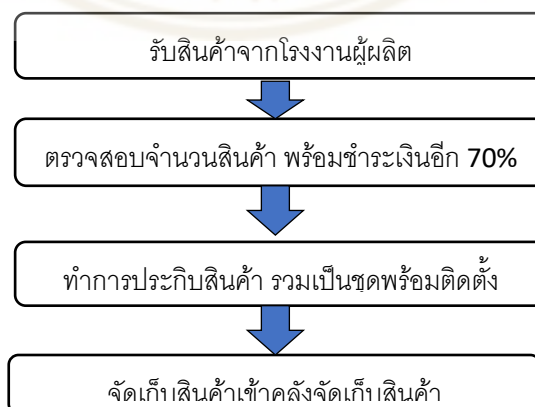 รับสินค้าจากโรงงานผู้ผลิต
ตรวจสอบจำนวนสินค้า พร้อมชำระเงินอีก 70%
ทำการประกิบสินค้า รวมเป็นชุดพร้อมติดตั้ง
จัดเก็บสินค้าเข้าคลังจัดเก็บสินค้า